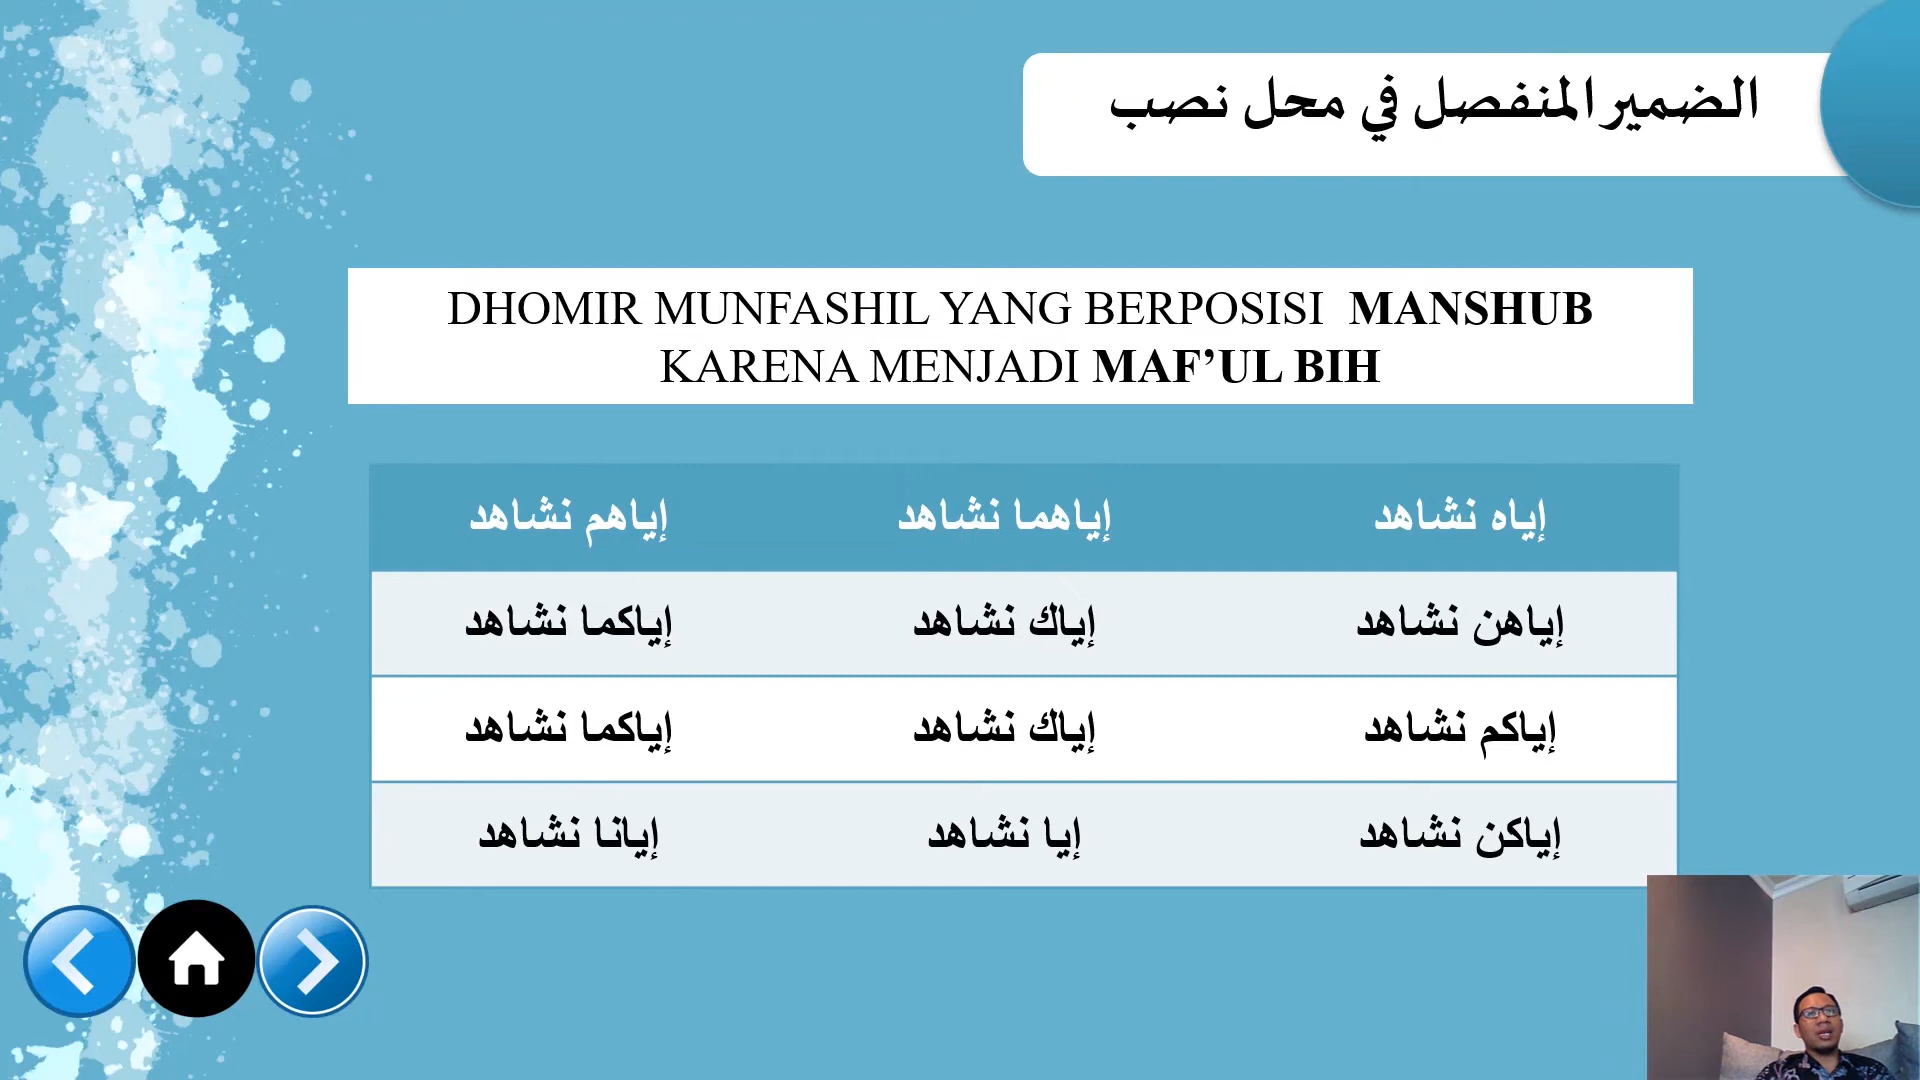 الضمير المنفصل في محل نصب
DHOMIR MUNFASHIL YANG BERPOSISI MANSHUB
KARENA MENJADI MAF’UL BIH
إياه نشاهد إياهما نشاهد إياهم نشاهد
إياهن نشاهد إياك نشاهد إياكما نشاهد
إياكم نشاهد إياك نشاهد إياكما نشاهد
إياكن نشاهد إيا نشاهد إيانا نشاهد